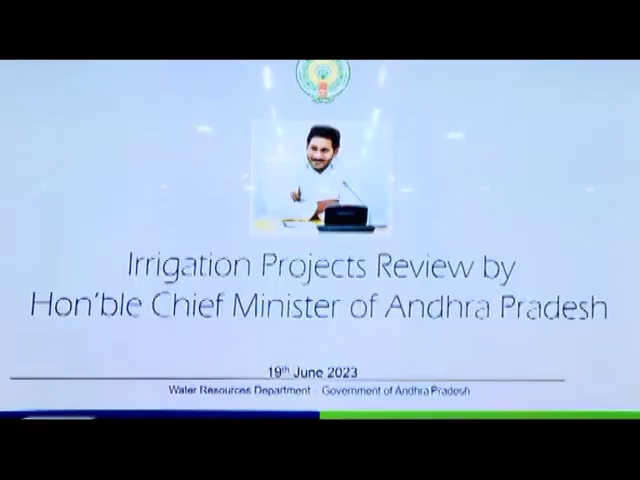 Irrigation Projects Review by
Hon'ble Chief Minister of Andhra Pradesh
19th June 2023
Water Resources Department - Government of Andhra Pradesh